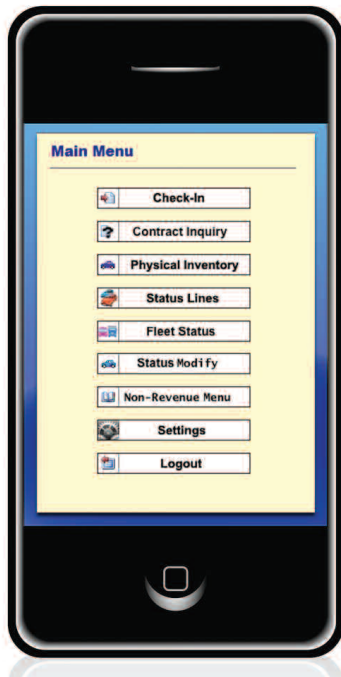 Main Menu
Check-In
Contract Inquiry
Physical Inventory
Status Lines
Fleet Status
Status Modify
Non-Revenue Menu
Settings
Logout